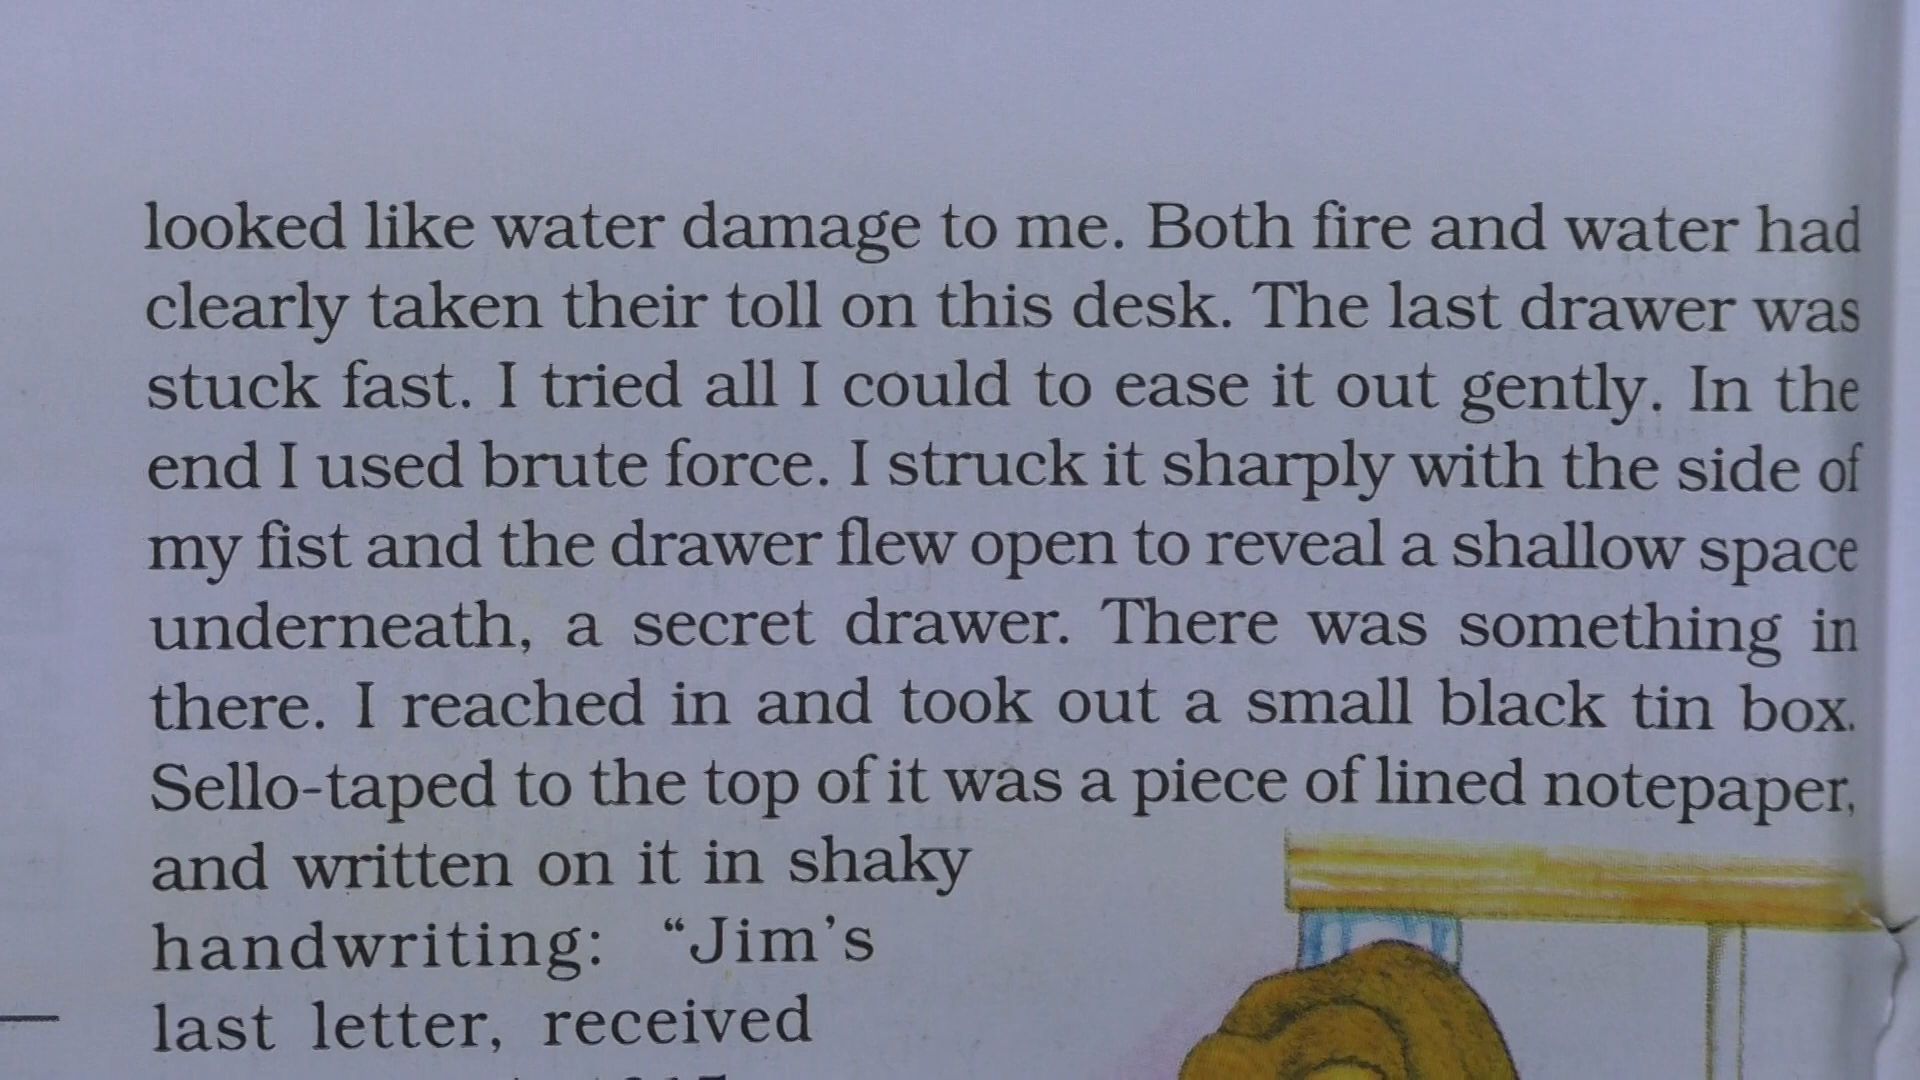 looked like water damage to me. Both fire and water had
clearly taken their toll on this desk. The last drawer was
stuck fast. I tried all I could to ease it out gently. In the
end I used brute force. I struck it sharply with the side of
my fist and the drawer flew open to reveal a shallow space
underneath, a secret drawer. There was something in
there. I reached in and took out a small black tin box.
Sello-taped to the top of it was a piece of lined notepaper,
and written on it in shaky
handwriting: “Jim’s
last letter, received